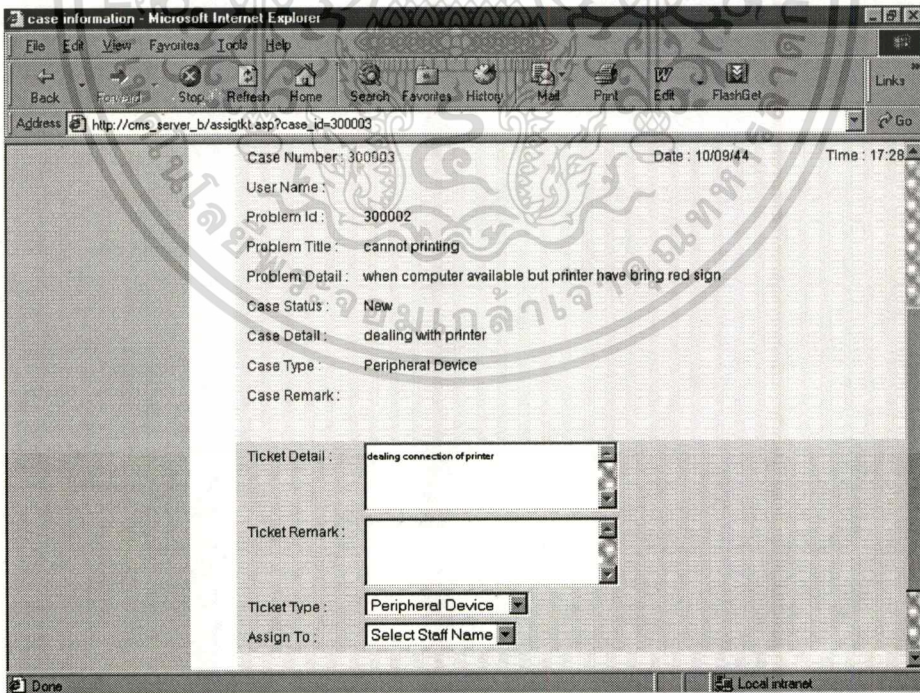 case information - Microsoft Internet Explorer
File Edit View Favorites Tools Help
Back Forward Stop Refresh Home Search Favorites History Mail Print Edit FlashGet Links
Address http://cms_server_b/assigtkt.asp?case_id=300003 Go
Case Number : 300003 Date : 10/09/44 Time : 17:28
User Name :
Problem Id : 300002
Problem Title : cannot printing
Problem Detail : when computer available but printer have bring red sign
Case Status : New
Case Detail : dealing with printer
Case Type : Peripheral Device
Case Remark :
Ticket Detail : dealing connection of printer
Ticket Remark :
Ticket Type : Peripheral Device
Assign To : Select Staff Name
Done Local intranet